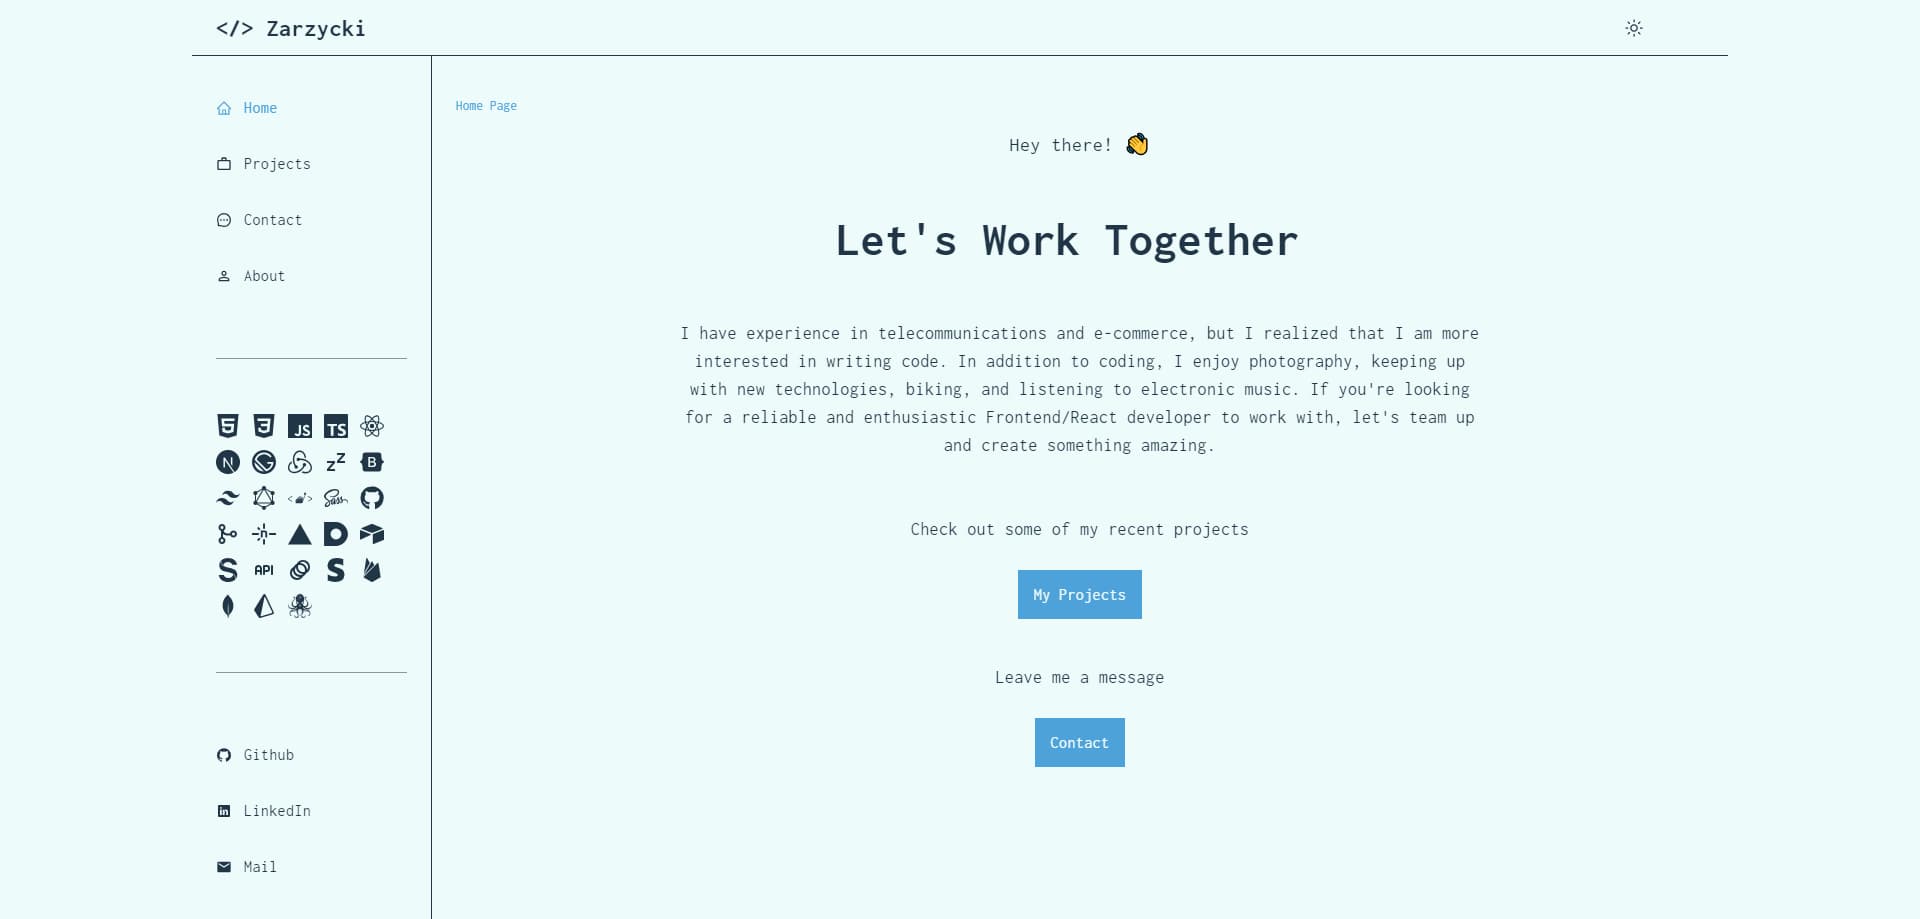 </> Zarzycki
Home
Projects
Contact
About
JS TS
N G zZ B
Sass
API
S
Github
LinkedIn
Mail
Home Page
Hey there! 👋
Let's Work Together
I have experience in telecommunications and e-commerce, but I realized that I am more
interested in writing code. In addition to coding, I enjoy photography, keeping up
with new technologies, biking, and listening to electronic music. If you're looking
for a reliable and enthusiastic Frontend/React developer to work with, let's team up
and create something amazing.
Check out some of my recent projects
My Projects
Leave me a message
Contact